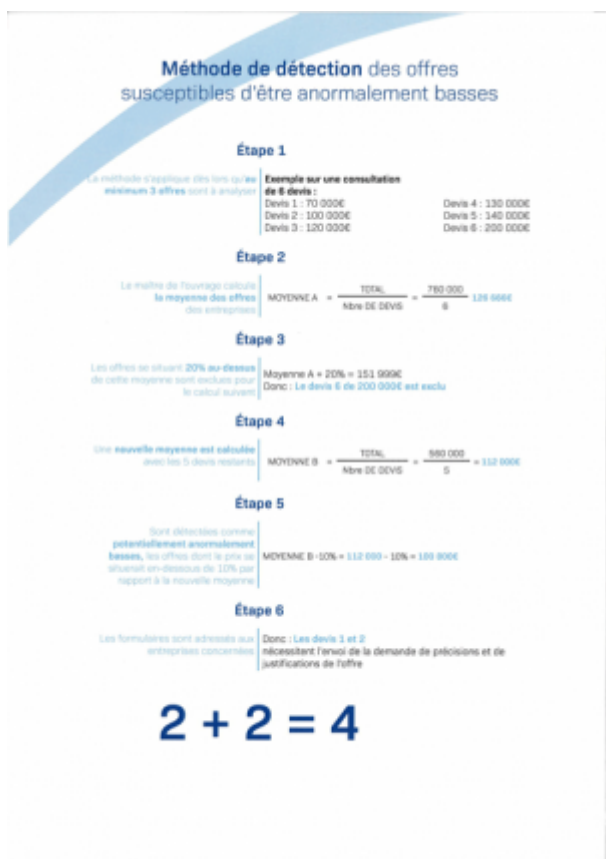 Méthode de détection des offres
susceptibles d'être anormalement basses
Étape 1
La méthode s'applique dès lors qu'au
minimum 3 offres sont à analyser
Exemple sur une consultation
de 6 devis :
Devis 1 : 70 000€
Devis 2 : 100 000€
Devis 3 : 120 000€
Devis 4 : 130 000€
Devis 5 : 140 000€
Devis 6 : 200 000€
Étape 2
Le maître de l'ouvrage calcule
la moyenne des offres
des entreprises
MOYENNE A = TOTAL / Nbre DE DEVIS = 760 000 / 6 126 666€
Étape 3
Les offres se situant 20% au-dessus
de cette moyenne sont exclues pour
le calcul suivant
Moyenne A + 20% = 151 999€
Donc : Le devis 6 de 200 000€ est exclu
Étape 4
Une nouvelle moyenne est calculée
avec les 5 devis restants
MOYENNE B = TOTAL / Nbre DE DEVIS = 560 000 / 5 = 112 000€
Étape 5
Sont détectées comme
potentiellement anormalement
basses, les offres dont le prix se
situerait en-dessous de 10% par
rapport à la nouvelle moyenne
MOYENNE B -10% = 112 000 - 10% = 100 800€
Étape 6
Les formulaires sont adressés aux
entreprises concernées
Donc : Les devis 1 et 2
nécessitent l'envoi de la demande de précisions et de
justifications de l'offre
2 + 2 = 4